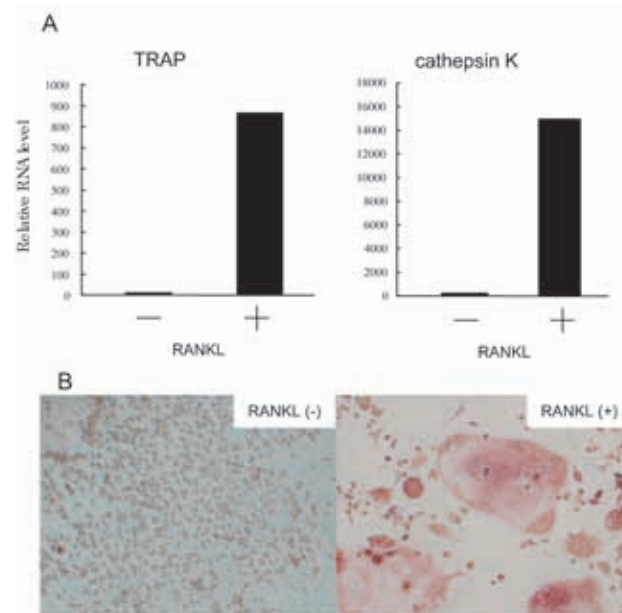 A
TRAP
Relative RNA level
1000
900
800
700
600
500
400
300
200
100
0
− +
RANKL
cathepsin K
18000
16000
14000
12000
10000
8000
6000
4000
2000
0
− +
RANKL
B
RANKL (-)
RANKL (+)